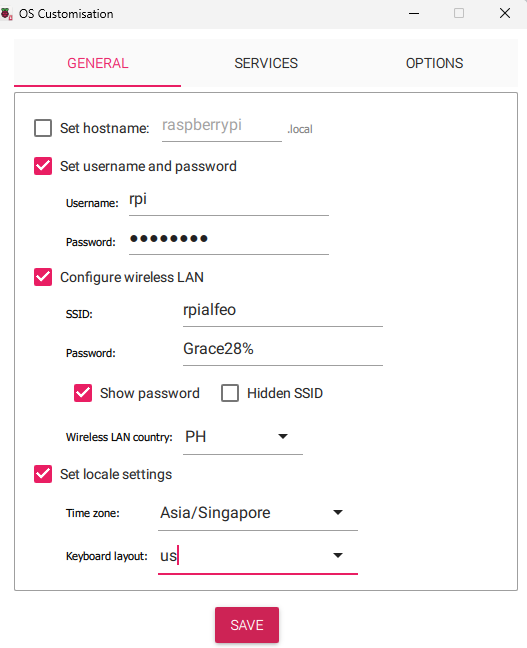 OS Customisation
GENERAL SERVICES OPTIONS
Set hostname: raspberrypi .local
Set username and password
Username: rpi
Password: ●●●●●●●●
Configure wireless LAN
SSID: rpialfeo
Password: Grace28%
Show password Hidden SSID
Wireless LAN country: PH
Set locale settings
Time zone: Asia/Singapore
Keyboard layout: us
SAVE